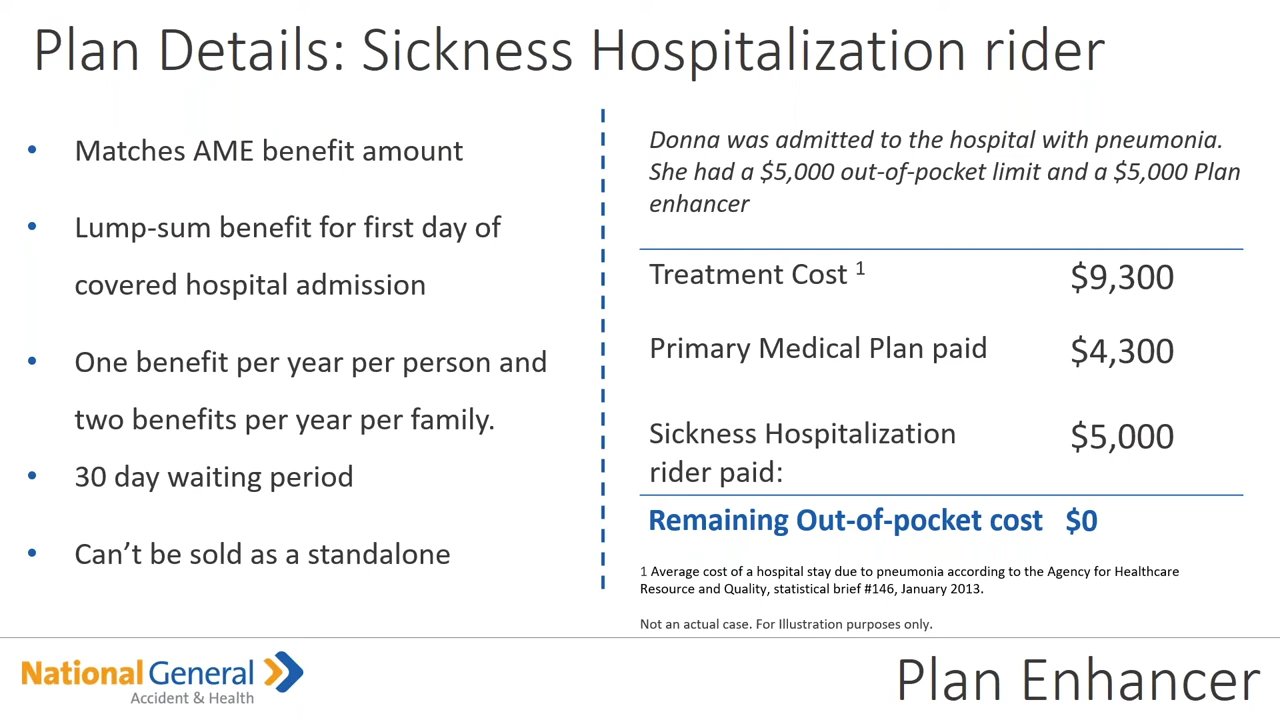 Plan Details: Sickness Hospitalization rider
• Matches AME benefit amount
• Lump-sum benefit for first day of
covered hospital admission
• One benefit per year per person and
two benefits per year per family.
• 30 day waiting period
• Can’t be sold as a standalone
Donna was admitted to the hospital with pneumonia.
She had a $5,000 out-of-pocket limit and a $5,000 Plan
enhancer
Treatment Cost ¹ $9,300
Primary Medical Plan paid $4,300
Sickness Hospitalization $5,000
rider paid:
Remaining Out-of-pocket cost $0
1 Average cost of a hospital stay due to pneumonia according to the Agency for Healthcare
Resource and Quality, statistical brief #146, January 2013.
Not an actual case. For Illustration purposes only.
National General
Accident & Health
Plan Enhancer